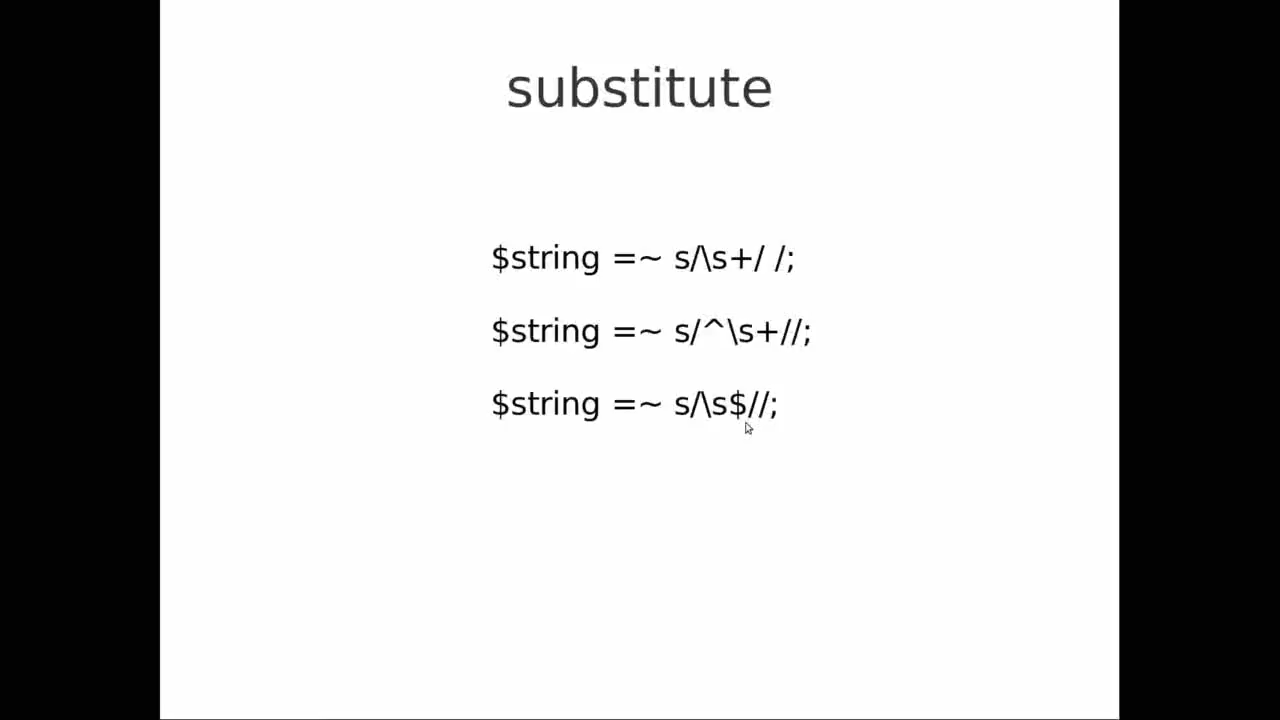 substitute
$string =~ s/\s+/ /;
$string =~ s/^\s+//;
$string =~ s/\s$//;